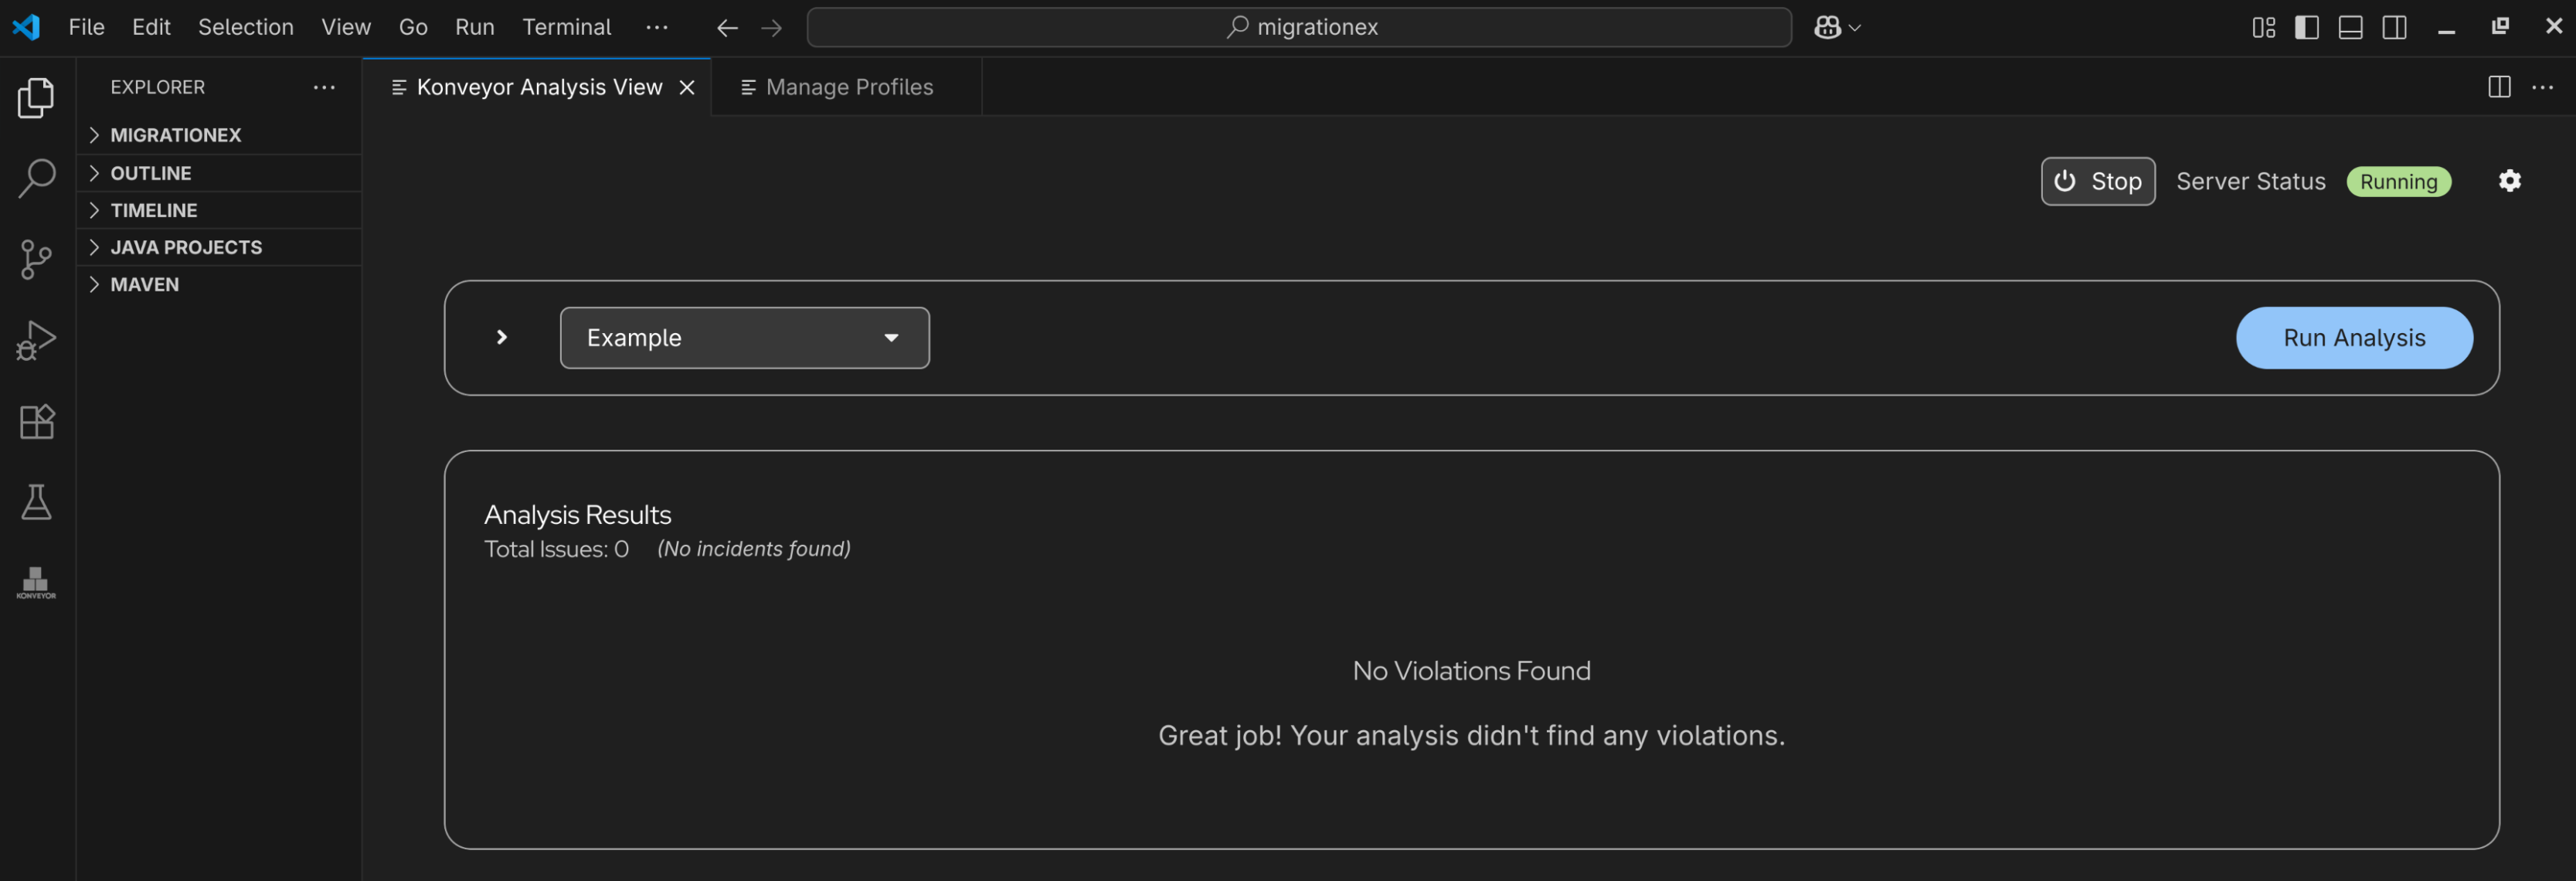 File Edit Selection View Go Run Terminal ··· migrationex
EXPLORER ···
Konveyor Analysis View Manage Profiles
MIGRATIONEX
OUTLINE
TIMELINE
JAVA PROJECTS
MAVEN
KONVEYOR
Stop Server Status Running
Example Run Analysis
Analysis Results
Total Issues: 0 (No incidents found)
No Violations Found
Great job! Your analysis didn't find any violations.